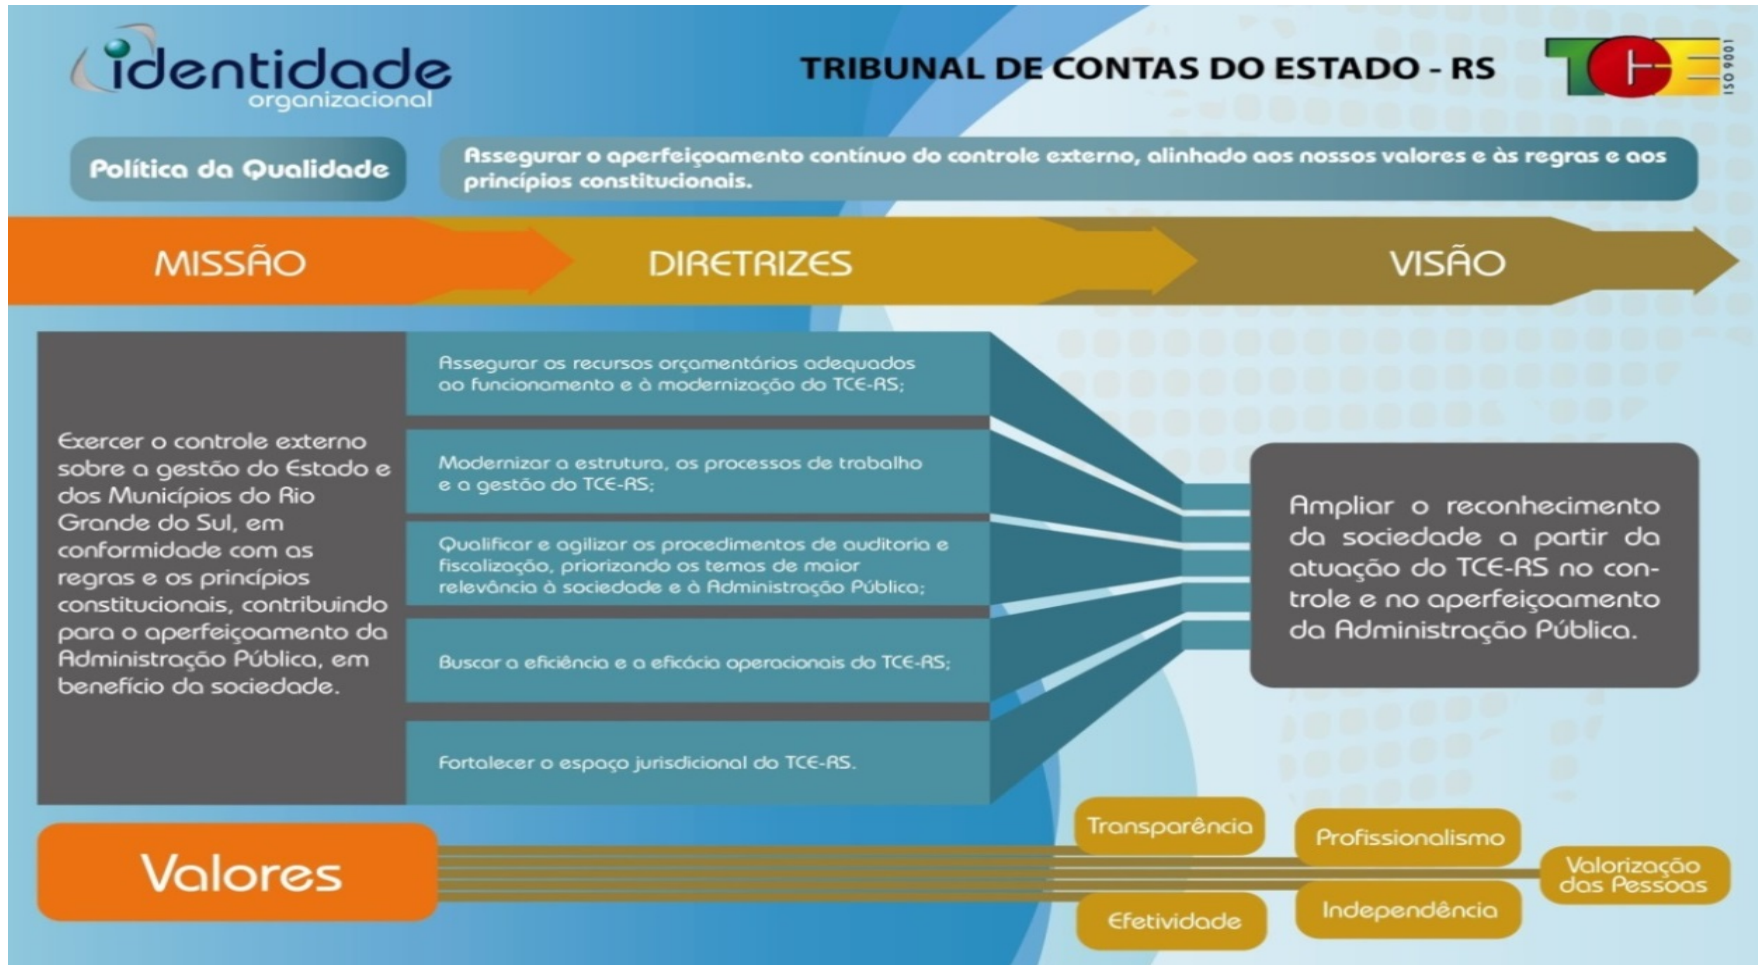 identidade
organizacional
TRIBUNAL DE CONTAS DO ESTADO - RS
TCE
ISO 9001
Política da Qualidade
Assegurar o aperfeiçoamento contínuo do controle externo, alinhado aos nossos valores e às regras e aos
princípios constitucionais.
MISSÃO
DIRETRIZES
VISÃO
Exercer o controle externo
sobre a gestão do Estado e
dos Municípios do Rio
Grande do Sul, em
conformidade com as
regras e os princípios
constitucionais, contribuindo
para o aperfeiçoamento da
Administração Pública, em
benefício da sociedade.
Assegurar os recursos orçamentários adequados
ao funcionamento e à modernização do TCE-RS;
Modernizar a estrutura, os processos de trabalho
e a gestão do TCE-RS;
Qualificar e agilizar os procedimentos de auditoria e
fiscalização, priorizando os temas de maior
relevância à sociedade e à Administração Pública;
Buscar a eficiência e a eficácia operacionais do TCE-RS;
Fortalecer o espaço jurisdicional do TCE-RS.
Ampliar o reconhecimento
da sociedade a partir da
atuação do TCE-RS no con-
trole e no aperfeiçoamento
da Administração Pública.
Valores
Transparência
Profissionalismo
Valorização
das Pessoas
Efetividade
Independência